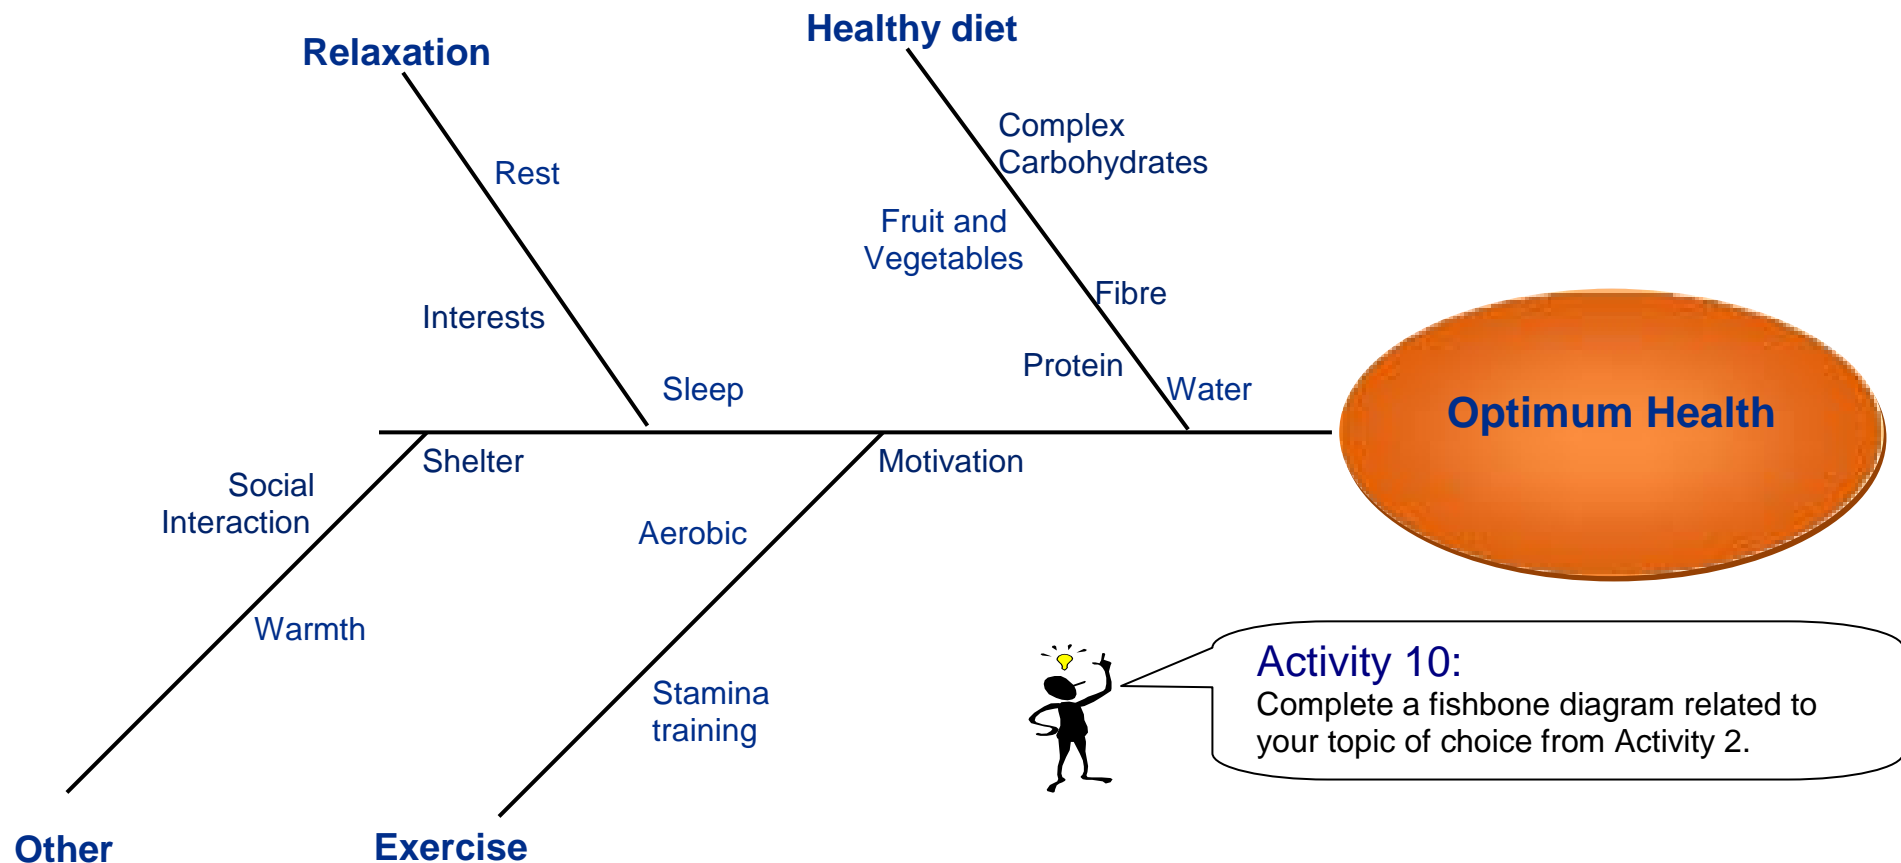 Healthy diet
Relaxation
Complex
Carbohydrates
Rest
Fruit and
Vegetables
Fibre
Interests
Protein
Sleep
Water
Optimum Health
Shelter
Motivation
Social
Interaction
Aerobic
Warmth
Stamina
training
Activity 10:
Complete a fishbone diagram related to
your topic of choice from Activity 2.
Other
Exercise